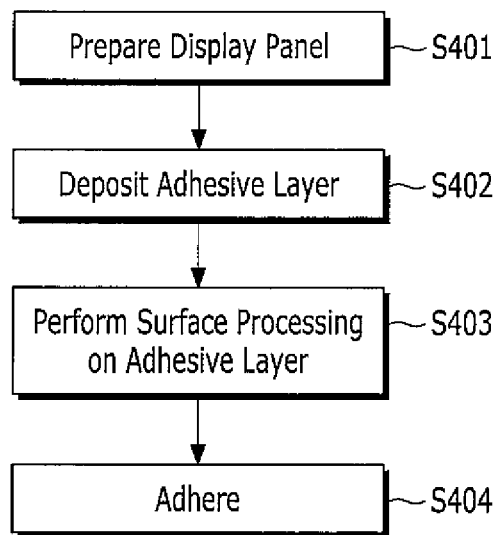 Prepare Display Panel S401
Deposit Adhesive Layer S402
Perform Surface Processing
on Adhesive Layer S403
Adhere S404